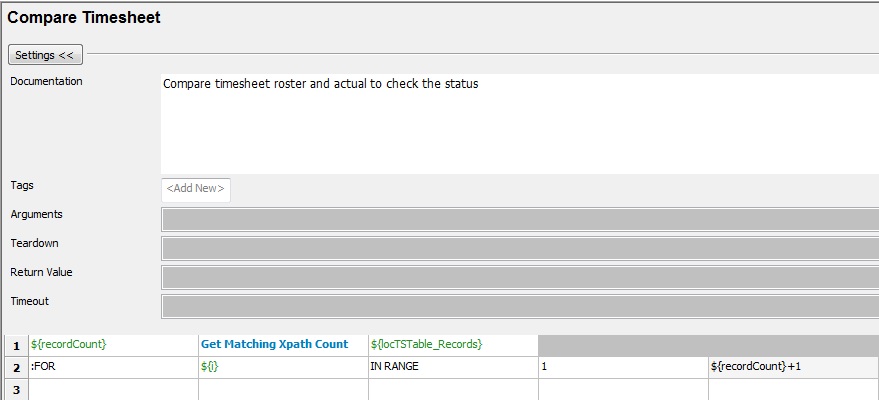 Compare Timesheet
Settings <<
Documentation
Compare timesheet roster and actual to check the status
Tags
<Add New>
Arguments
Teardown
Return Value
Timeout
1 ${recordCount} Get Matching Xpath Count ${locTSTable_Records}
2 :FOR ${i} IN RANGE 1 ${recordCount}+1
3